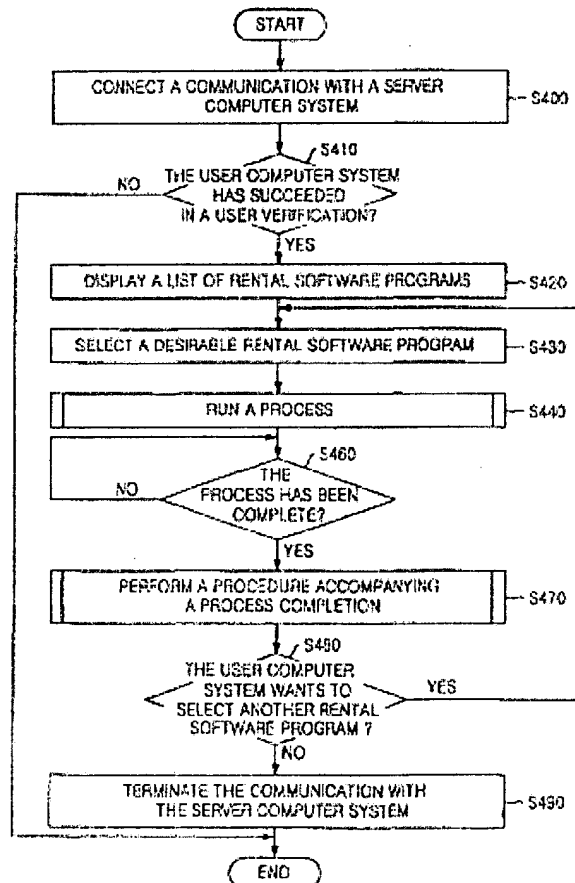 START
CONNECT A COMMUNICATION WITH A SERVER
COMPUTER SYSTEM
S400
S410
THE USER COMPUTER SYSTEM
HAS SUCCEEDED
IN A USER VERIFICATION?
NO
YES
DISPLAY A LIST OF RENTAL SOFTWARE PROGRAMS
S420
SELECT A DESIRABLE RENTAL SOFTWARE PROGRAM
S430
RUN A PROCESS
S440
S460
THE
PROCESS HAS BEEN
COMPLETE?
NO
YES
PERFORM A PROCEDURE ACCOMPANYING
A PROCESS COMPLETION
S470
S480
THE USER COMPUTER
SYSTEM WANTS TO
SELECT ANOTHER RENTAL
SOFTWARE PROGRAM ?
YES
NO
TERMINATE THE COMMUNICATION WITH
THE SERVER COMPUTER SYSTEM
S490
END